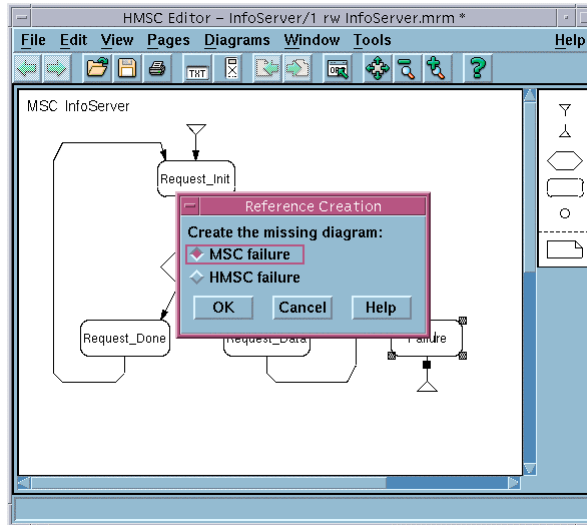 HMSC Editor – InfoServer/1 rw InfoServer.mrm *
File Edit View Pages Diagrams Window Tools Help
TXT
MSC InfoServer
Request_Init
Reference Creation
Create the missing diagram:
MSC failure
HMSC failure
OK Cancel Help
Request_Done Request_Data Failure